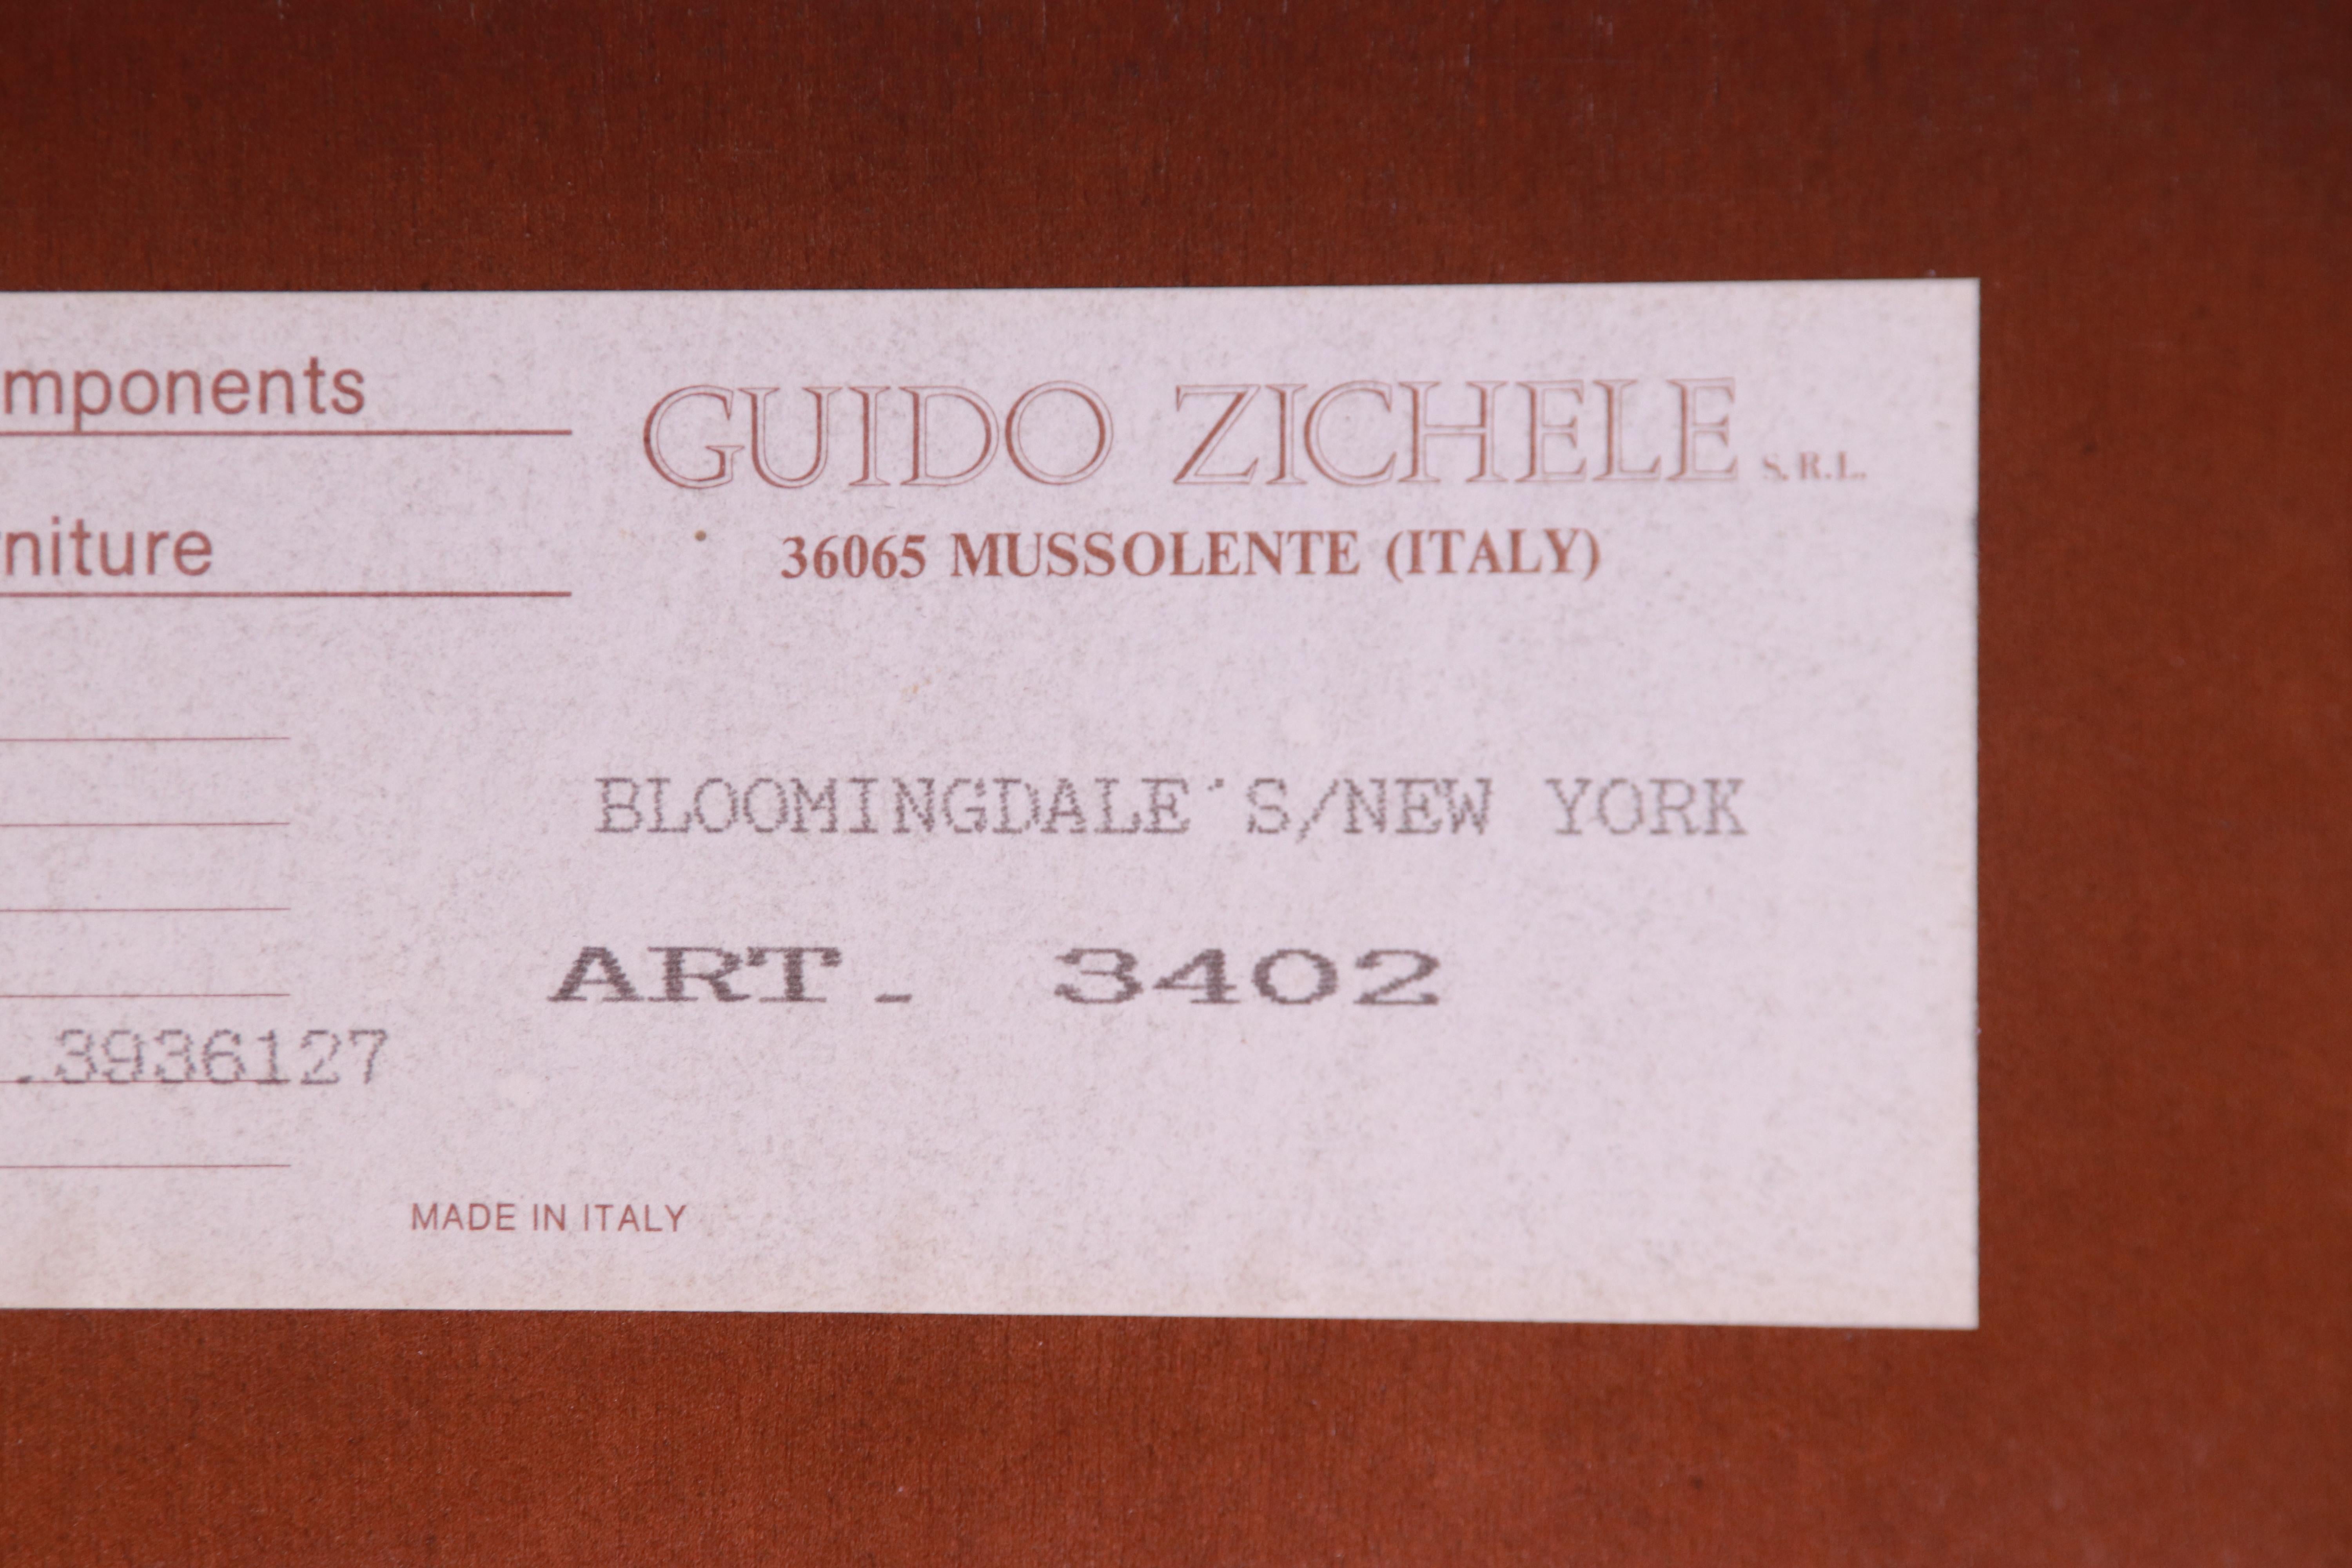 mponents
GUIDO ZICHELE S.R.L.
niture
36065 MUSSOLENTE (ITALY)
BLOOMINGDALE'S/NEW YORK
ART. 3402
.3936127
MADE IN ITALY